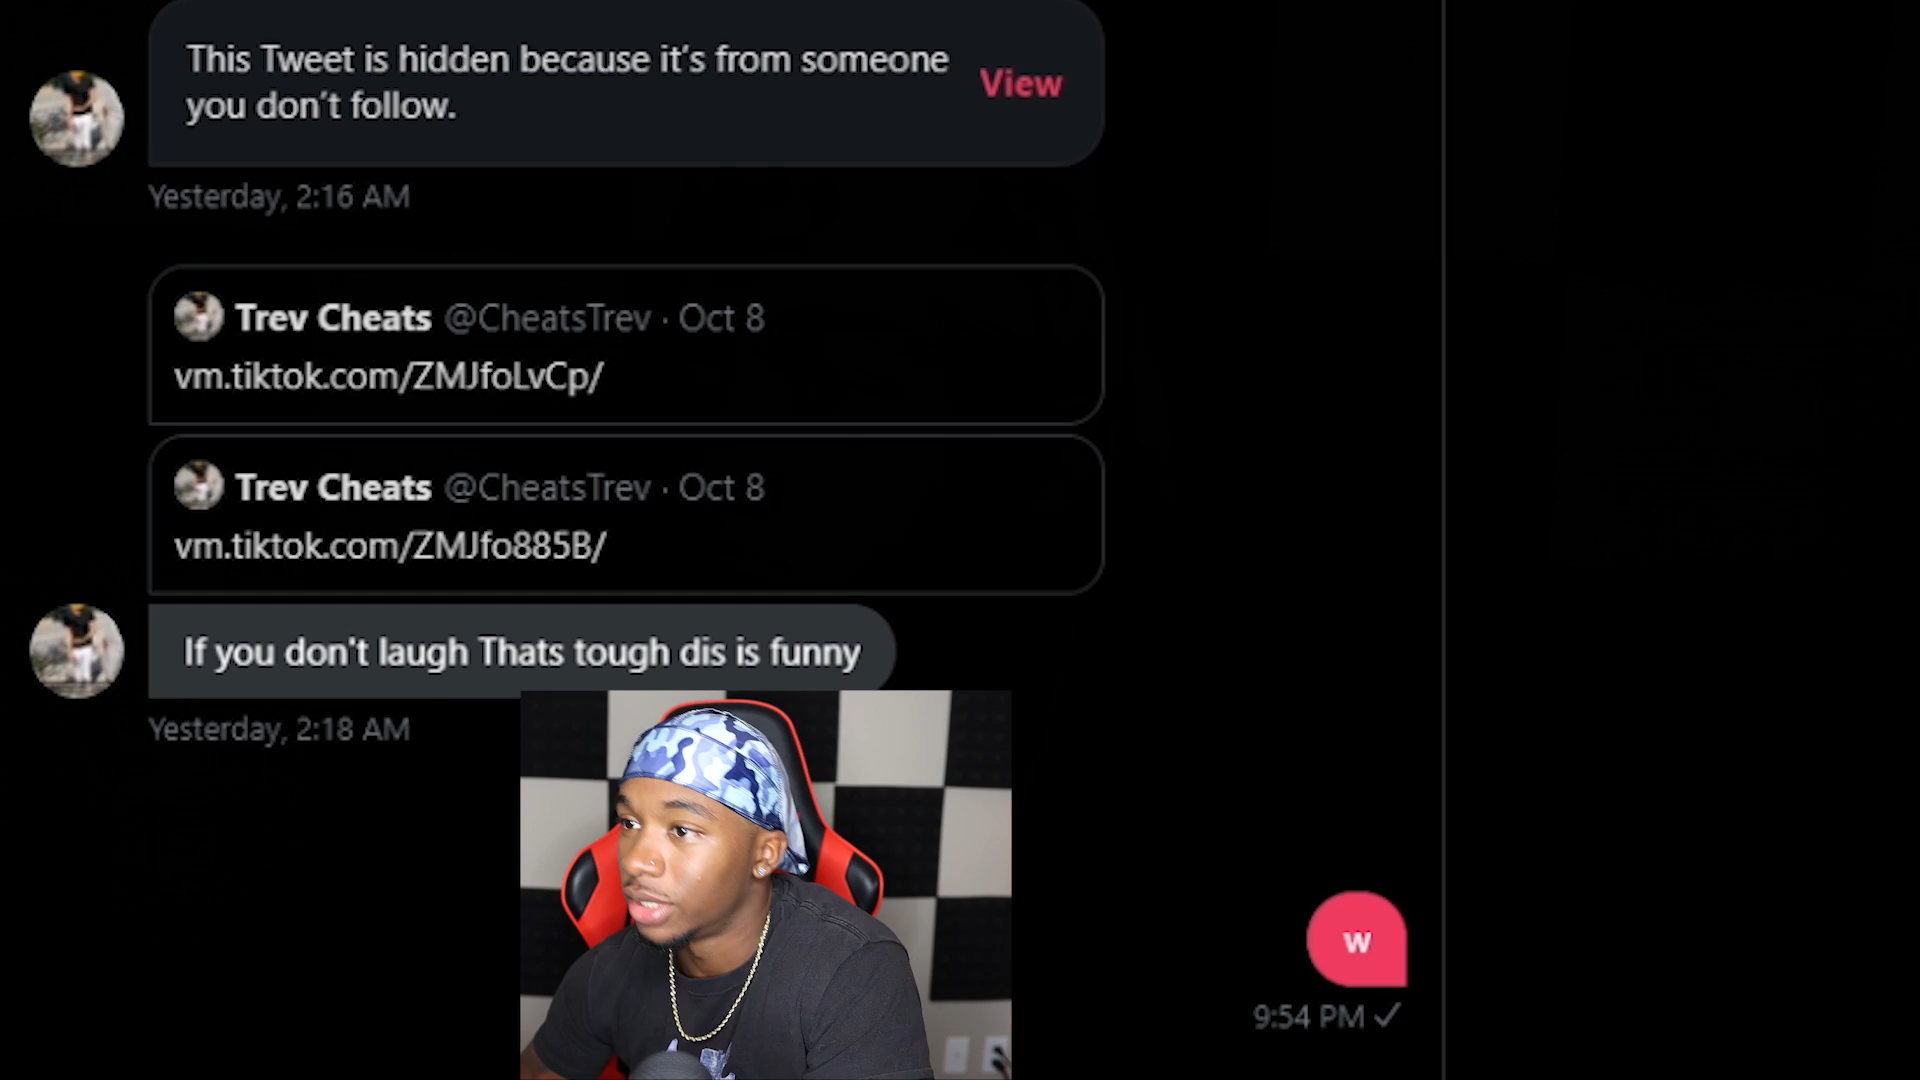 This Tweet is hidden because it's from someone
you don't follow.
View
Yesterday, 2:16 AM
Trev Cheats @CheatsTrev · Oct 8
vm.tiktok.com/ZMJfoLvCp/
Trev Cheats @CheatsTrev · Oct 8
vm.tiktok.com/ZMJfo885B/
If you don't laugh Thats tough dis is funny
Yesterday, 2:18 AM
w
9:54 PM ✓